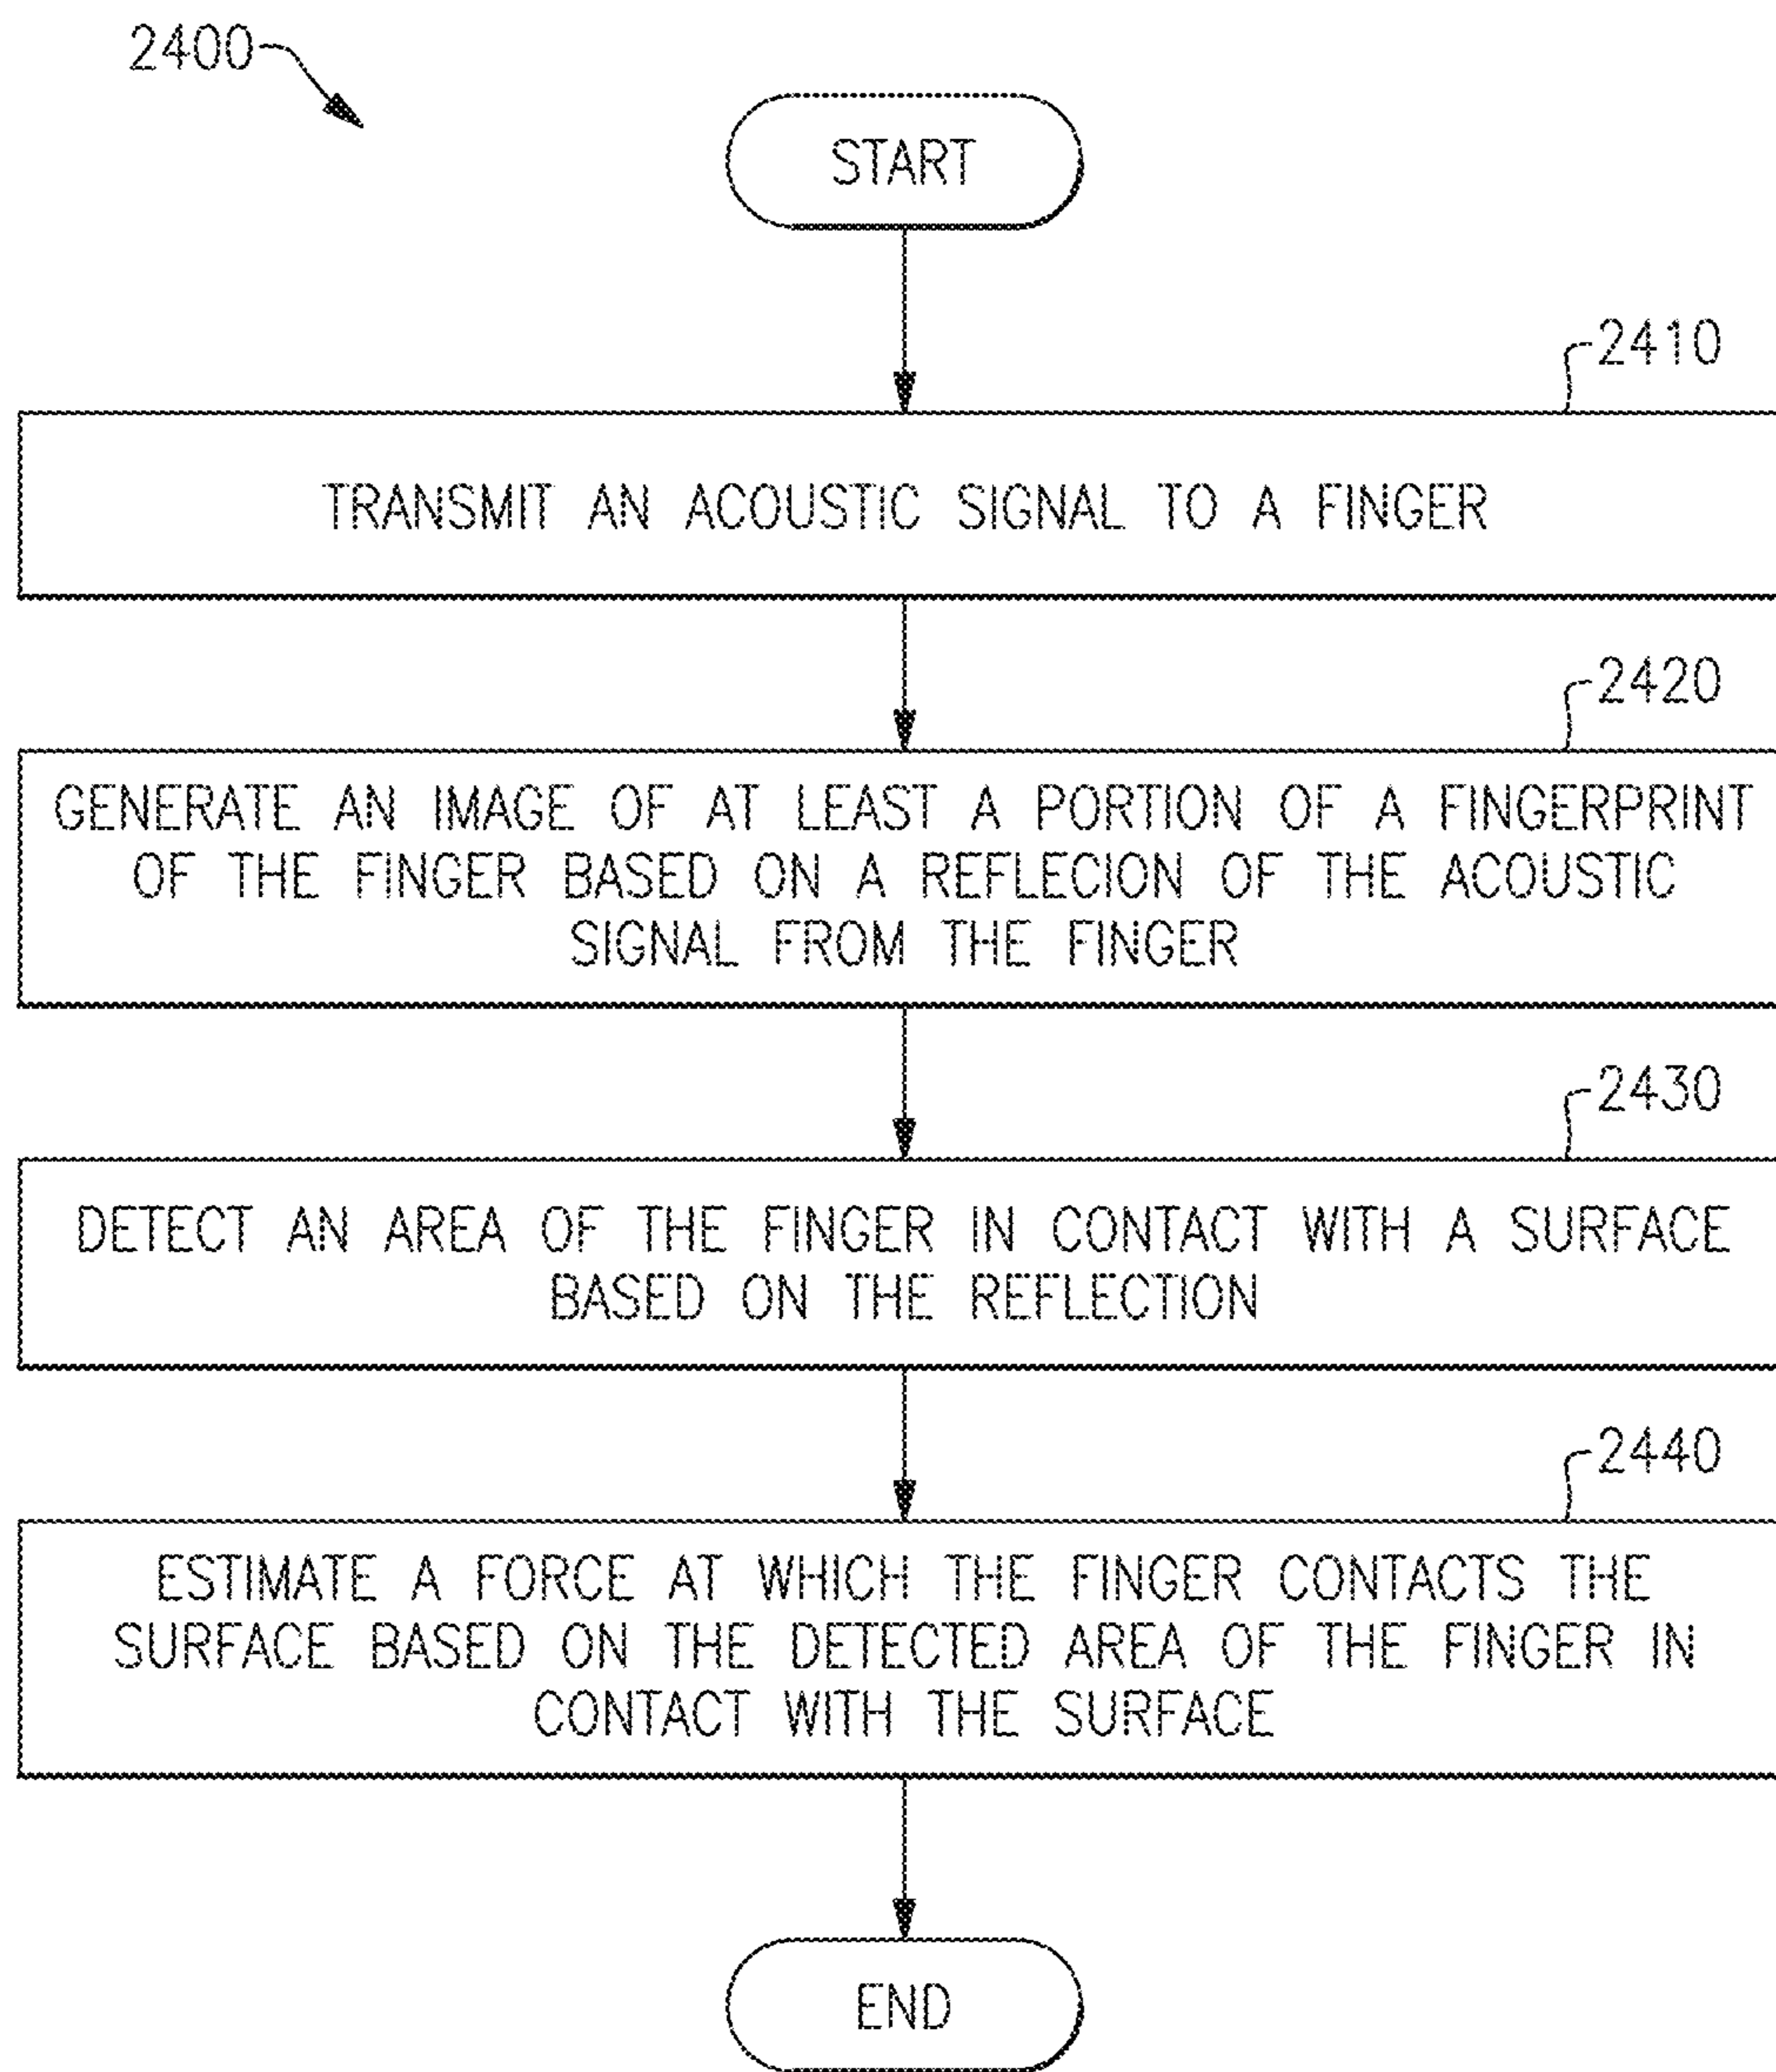 2400
START
2410
TRANSMIT AN ACOUSTIC SIGNAL TO A FINGER
2420
GENERATE AN IMAGE OF AT LEAST A PORTION OF A FINGERPRINT
OF THE FINGER BASED ON A REFLECION OF THE ACOUSTIC
SIGNAL FROM THE FINGER
2430
DETECT AN AREA OF THE FINGER IN CONTACT WITH A SURFACE
BASED ON THE REFLECTION
2440
ESTIMATE A FORCE AT WHICH THE FINGER CONTACTS THE
SURFACE BASED ON THE DETECTED AREA OF THE FINGER IN
CONTACT WITH THE SURFACE
END